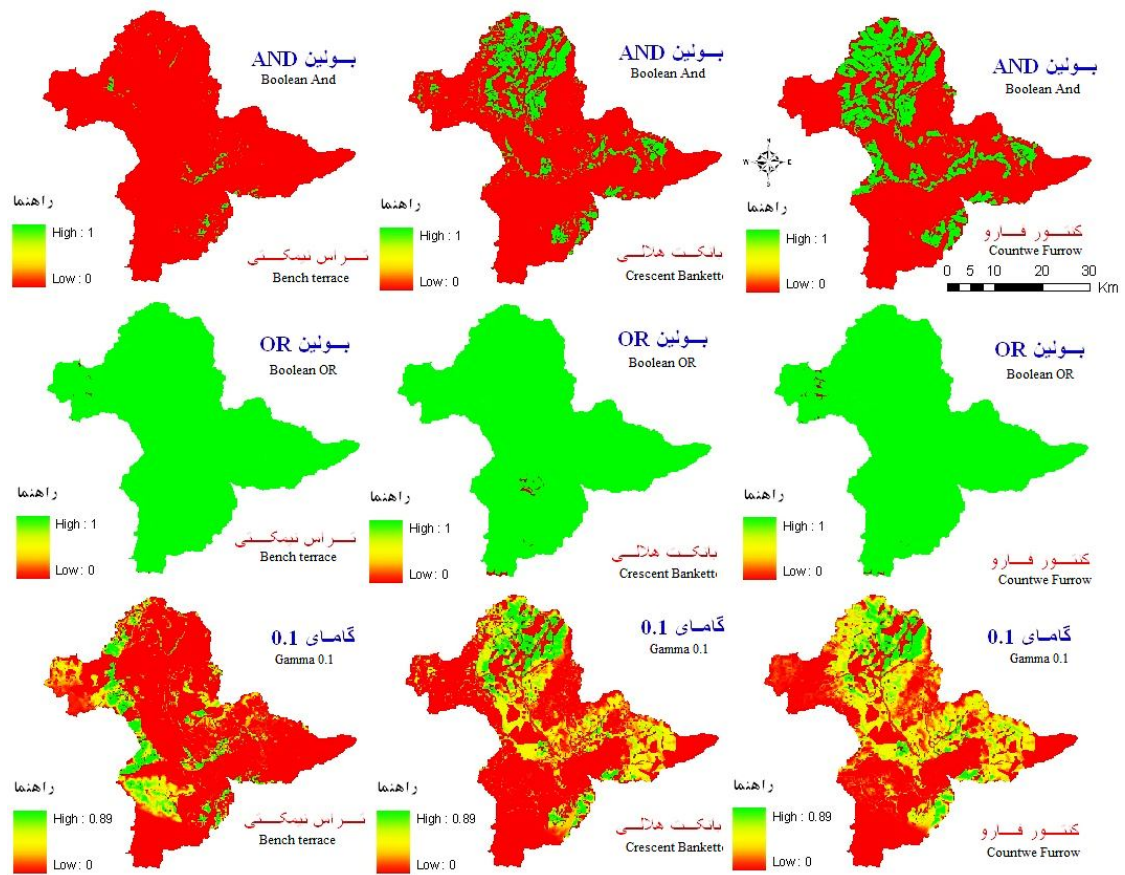 بولین AND
Boolean And
راهنما
High : 1
Low : 0
تراس نیمکتی
Bench terrace
بولین AND
Boolean And
راهنما
High : 1
Low : 0
بانکت هلالی
Crescent Bankette
بولین AND
Boolean And
N
W E
S
راهنما
High : 1
Low : 0
کنتور فارو
Countwe Furrow
0 5 10 20 30
Km
بولین OR
Boolean OR
راهنما
High : 1
Low : 0
تراس نیمکتی
Bench terrace
بولین OR
Boolean OR
راهنما
High : 1
Low : 0
بانکت هلالی
Crescent Bankette
بولین OR
Boolean OR
راهنما
High : 1
Low : 0
کنتور فارو
Countwe Furrow
گامای 0.1
Gamma 0.1
راهنما
High : 0.89
Low : 0
تراس نیمکتی
Bench terrace
گامای 0.1
Gamma 0.1
راهنما
High : 0.89
Low : 0
بانکت هلالی
Crescent Bankette
گامای 0.1
Gamma 0.1
راهنما
High : 0.89
Low : 0
کنتور فارو
Countwe Furrow